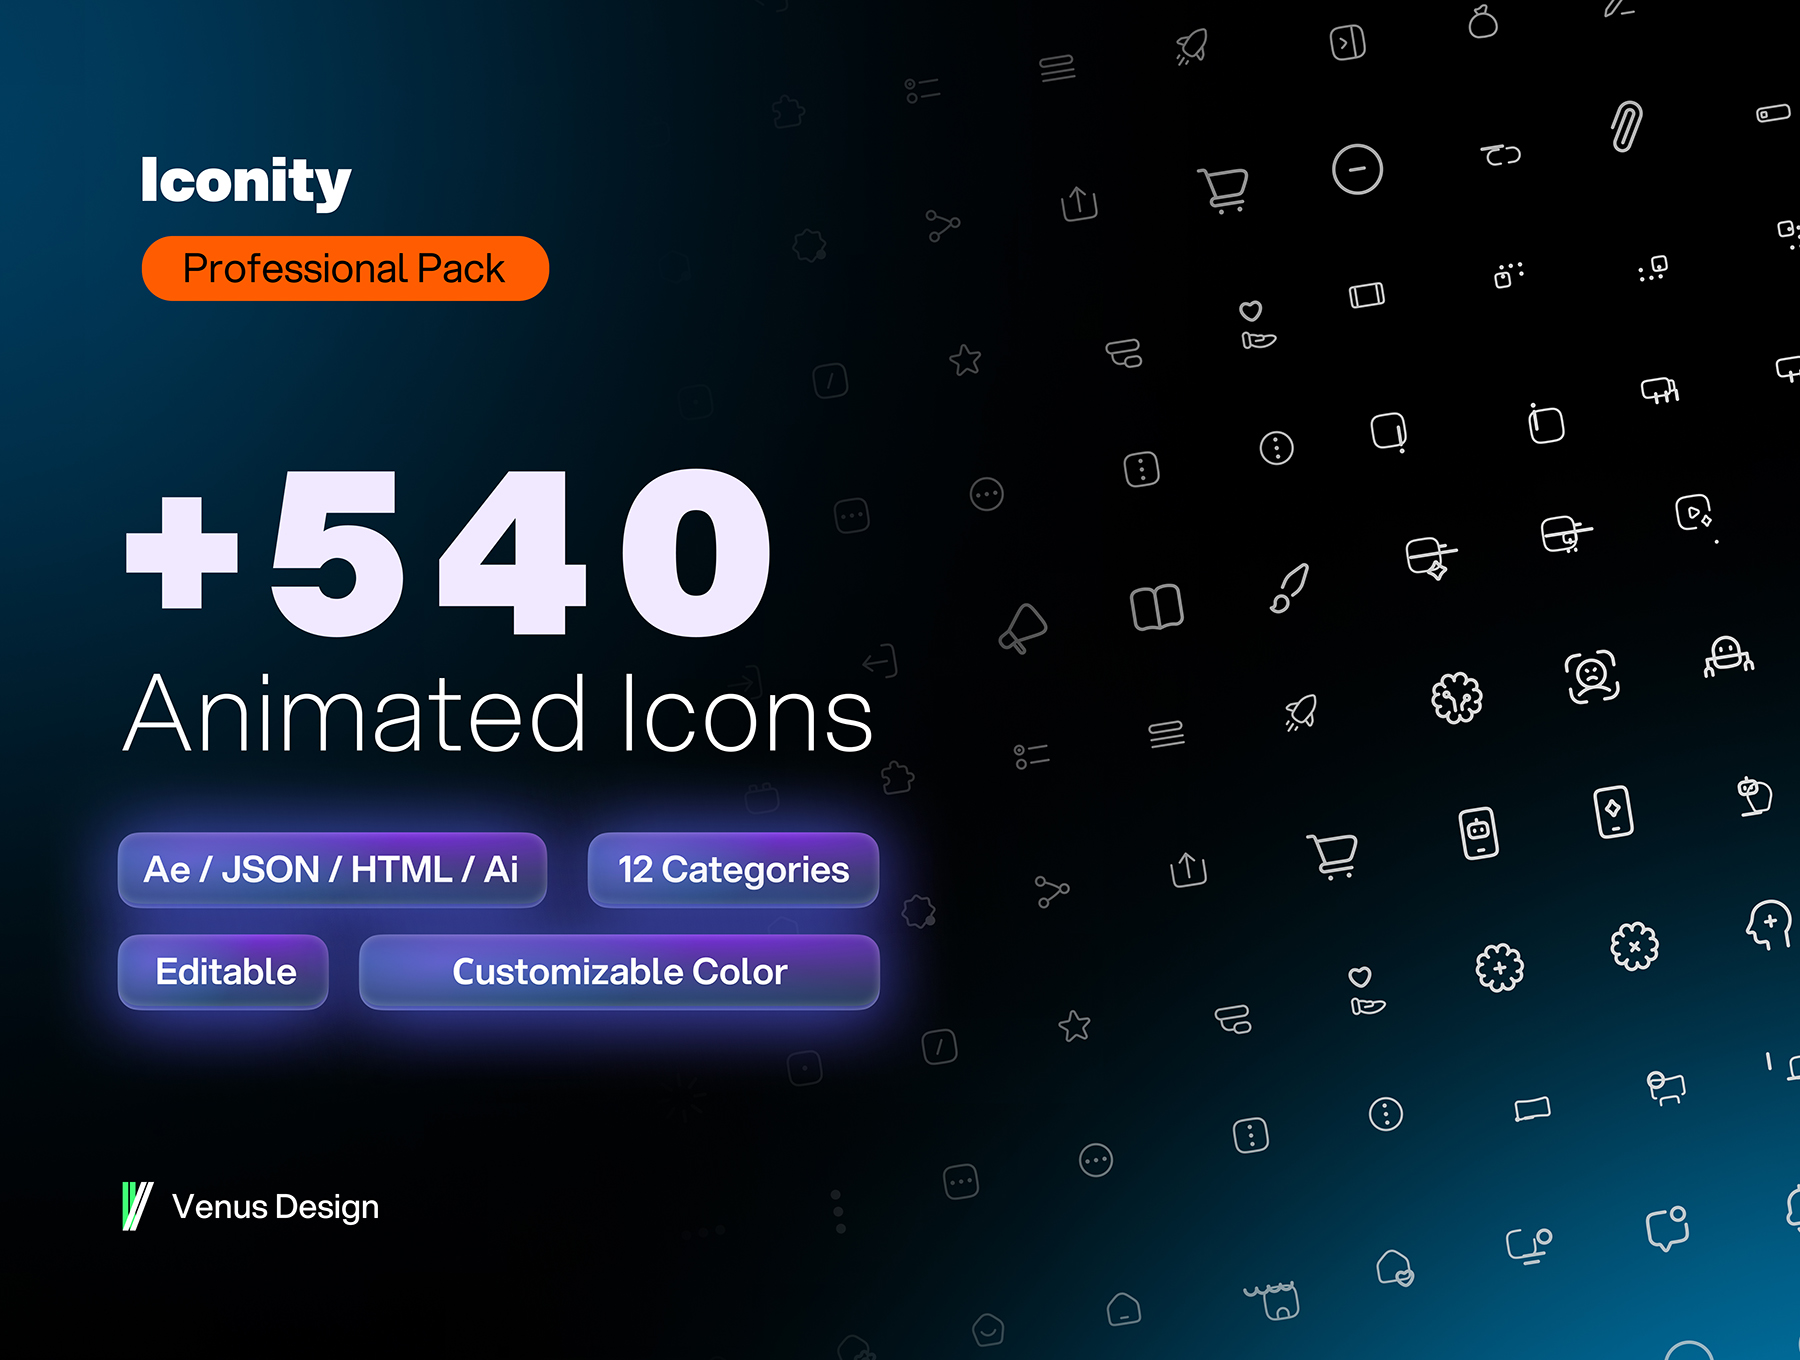 Iconity
Professional Pack
+540
Animated Icons
Ae / JSON / HTML / Ai
12 Categories
Editable
Customizable Color
Venus Design